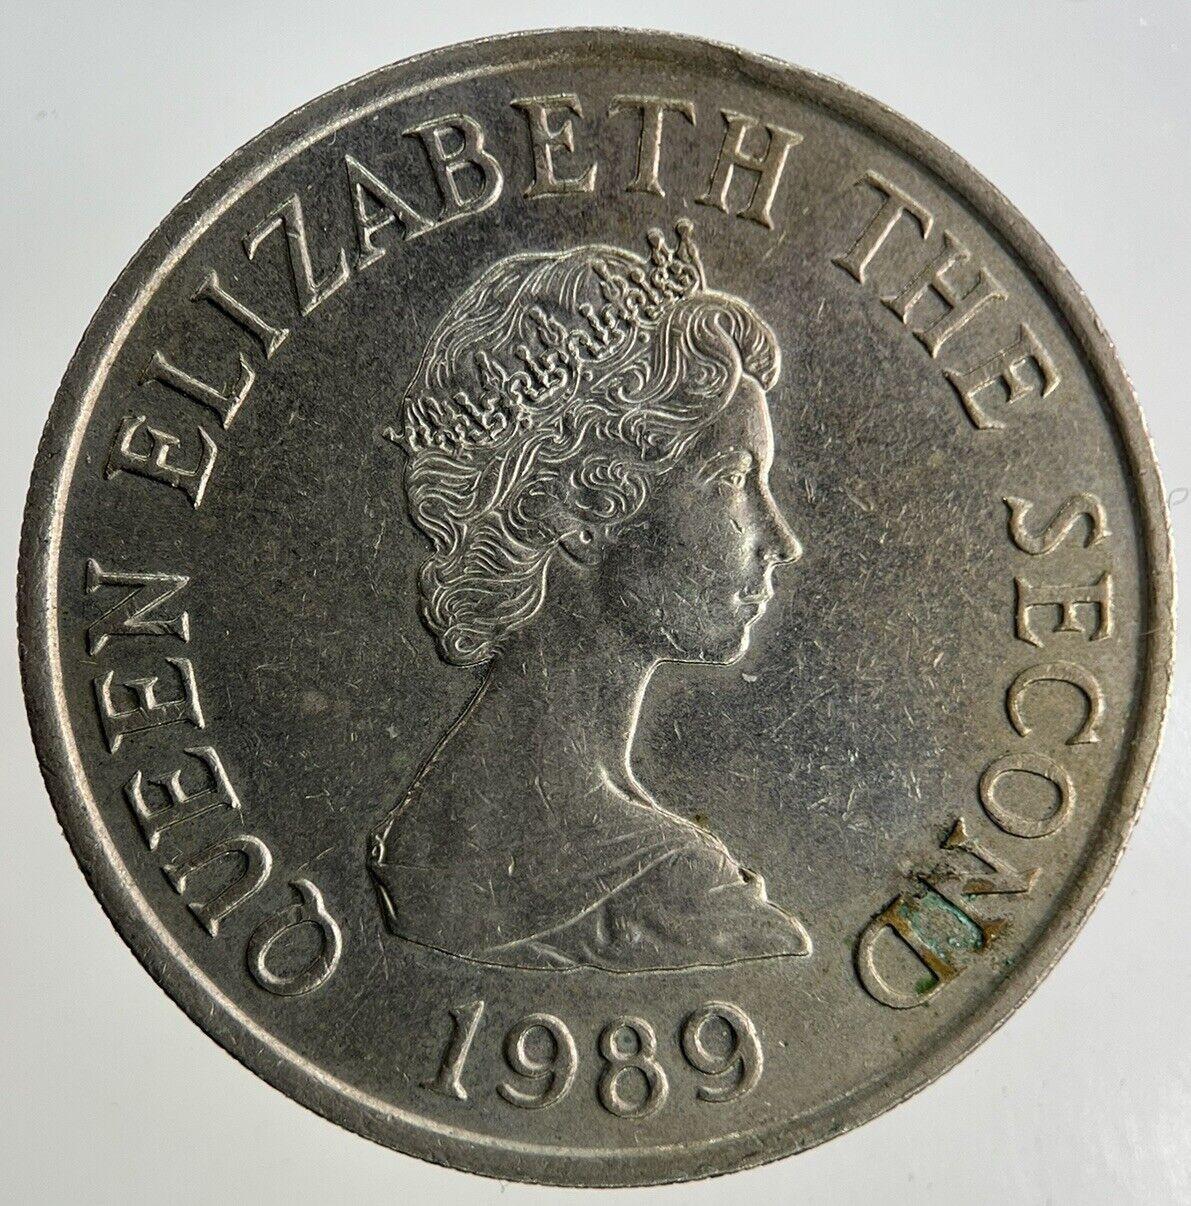 QUEEN ELIZABETH THE SECOND
1989